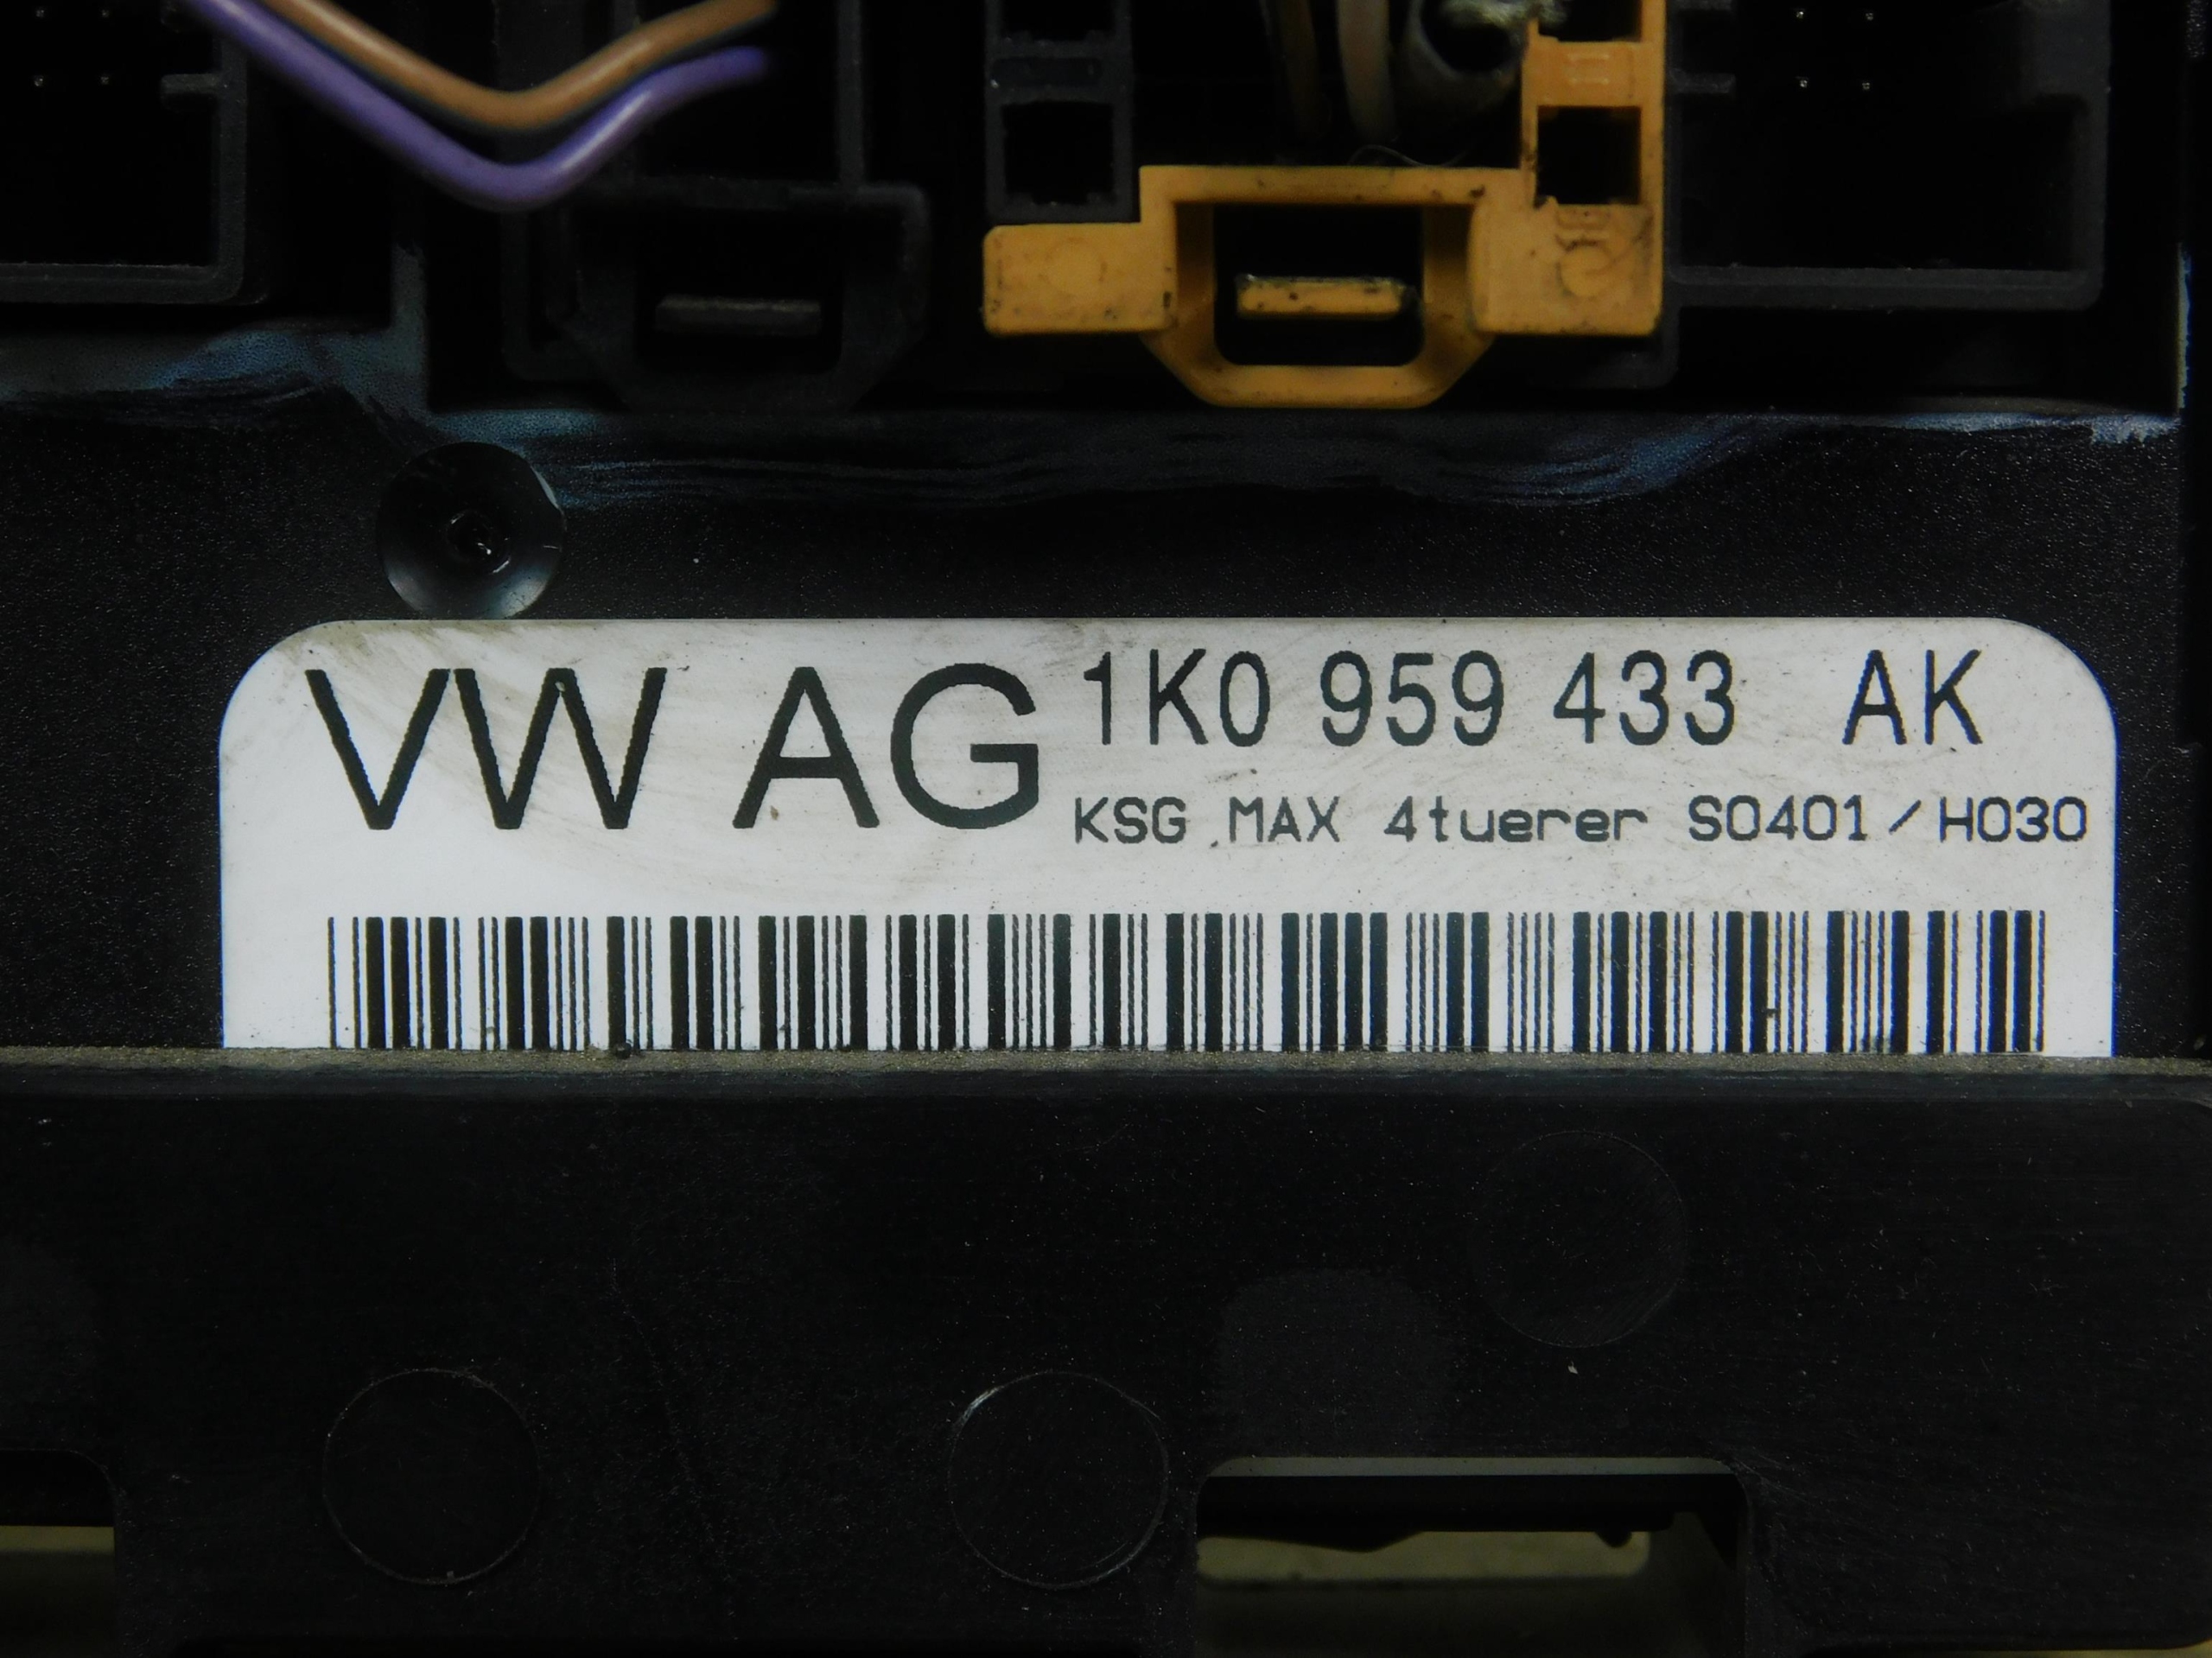 VW AG 1K0 959 433 AK
KSG MAX 4tuerer S0401/H030